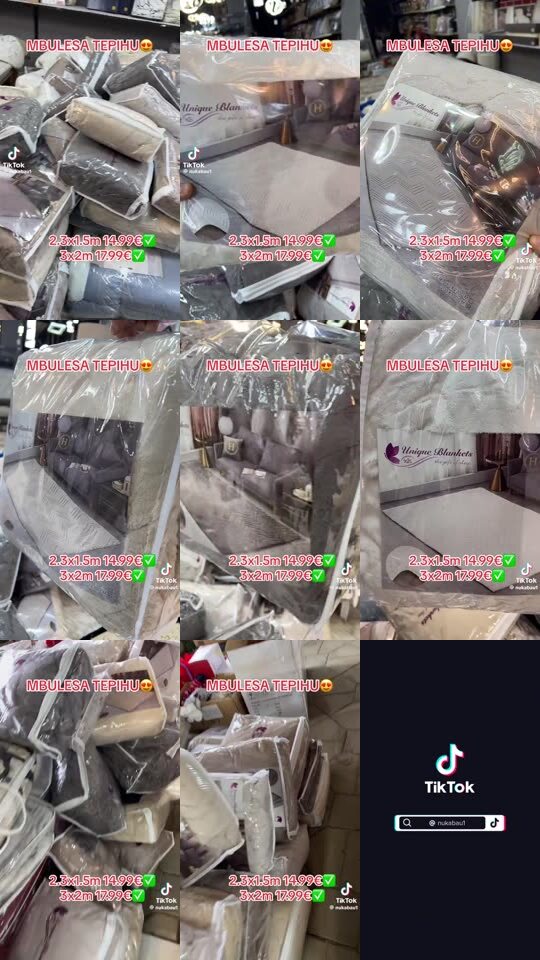 MBULESA TEPIHU😍
2.3x1.5m 14.99€✅
3x2m 17.99€✅
TikTok
nukabau1
MBULESA TEPIHU😍
Unique Blankets
H
2.3x1.5m 14.99€✅
3x2m 17.99€✅
TikTok
nukabau1
MBULESA TEPIHU😍
Unique Blankets
H
2.3x1.5m 14.99€✅
3x2m 17.99€✅
TikTok
nukabau1
MBULESA TEPIHU😍
Unique Blankets
H
2.3x1.5m 14.99€✅
3x2m 17.99€✅
TikTok
nukabau1
MBULESA TEPIHU😍
H
2.3x1.5m 14.99€✅
3x2m 17.99€✅
TikTok
nukabau1
MBULESA TEPIHU😍
Unique Blankets
H
2.3x1.5m 14.99€✅
3x2m 17.99€✅
TikTok
nukabau1
MBULESA TEPIHU😍
2.3x1.5m 14.99€✅
3x2m 17.99€✅
TikTok
nukabau1
MBULESA TEPIHU😍
2.3x1.5m 14.99€✅
3x2m 17.99€✅
TikTok
nukabau1
TikTok
@ nukabau1